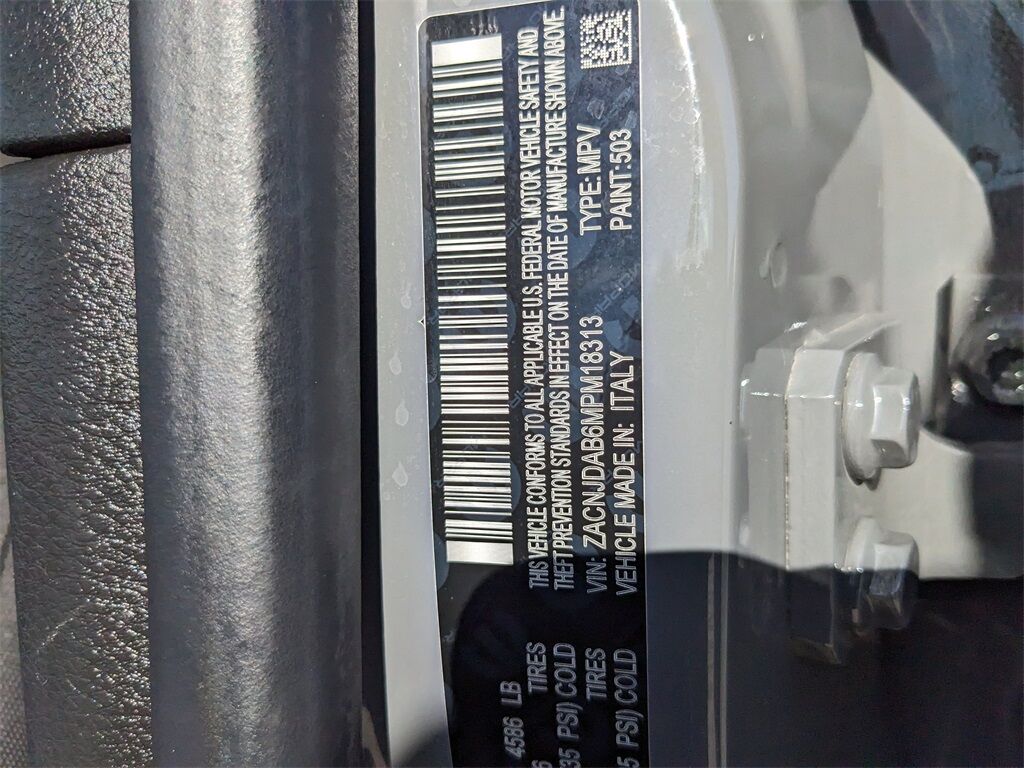 4586 LB
TIRES
35 PSI) COLD
TIRES
5 PSI) COLD
THIS VEHICLE CONFORMS TO ALL APPLICABLE U.S. FEDERAL MOTOR VEHICLE SAFETY AND
THEFT PREVENTION STANDARDS IN EFFECT ON THE DATE OF MANUFACTURE SHOWN ABOVE.
VIN: ZACNJDAB6MPM18313 TYPE: MPV
VEHICLE MADE IN: ITALY PAINT: 503